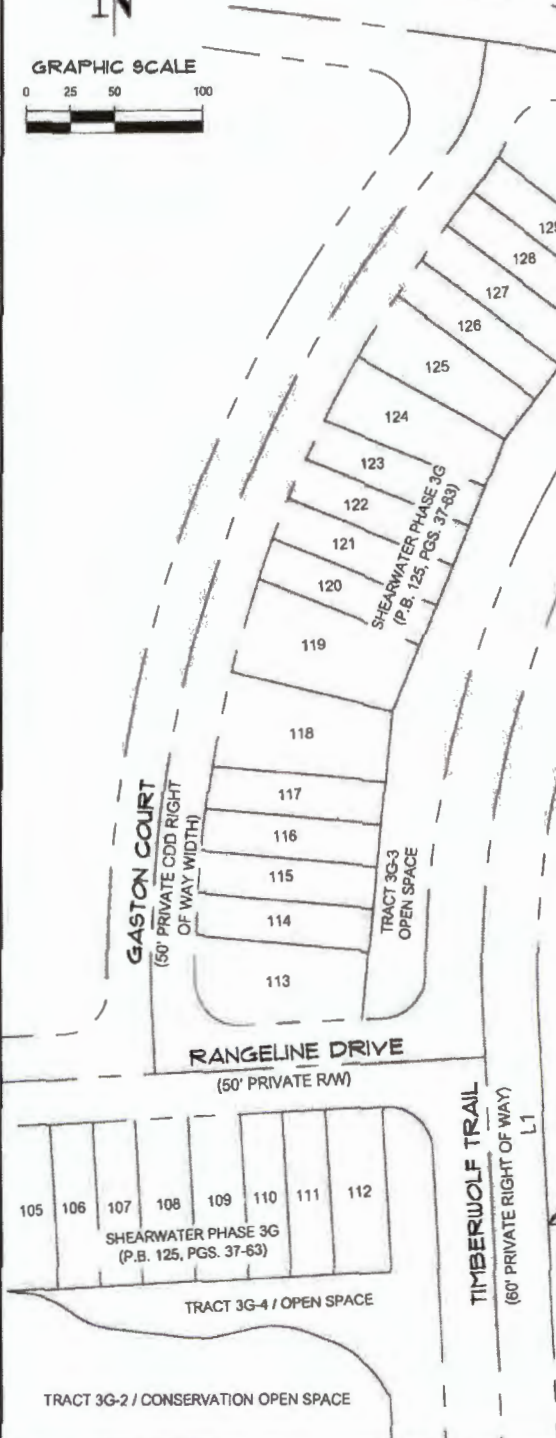 N
GRAPHIC SCALE
0 25 50 100
128
127
126
125
124
123
122
121
120
119
SHEARWATER PHASE 3G
(P.B. 125, PGS. 37-63)
118
117
116
115
114
113
GASTON COURT
(50' PRIVATE CDD RIGHT
OF WAY WIDTH)
TRACT 3G-3
OPEN SPACE
RANGELINE DRIVE
(50' PRIVATE R/W)
TIMBERWOLF TRAIL
(60' PRIVATE RIGHT OF WAY)
L1
105 106 107 108 109 110 111 112
SHEARWATER PHASE 3G
(P.B. 125, PGS. 37-63)
TRACT 3G-4 / OPEN SPACE
TRACT 3G-2 / CONSERVATION OPEN SPACE